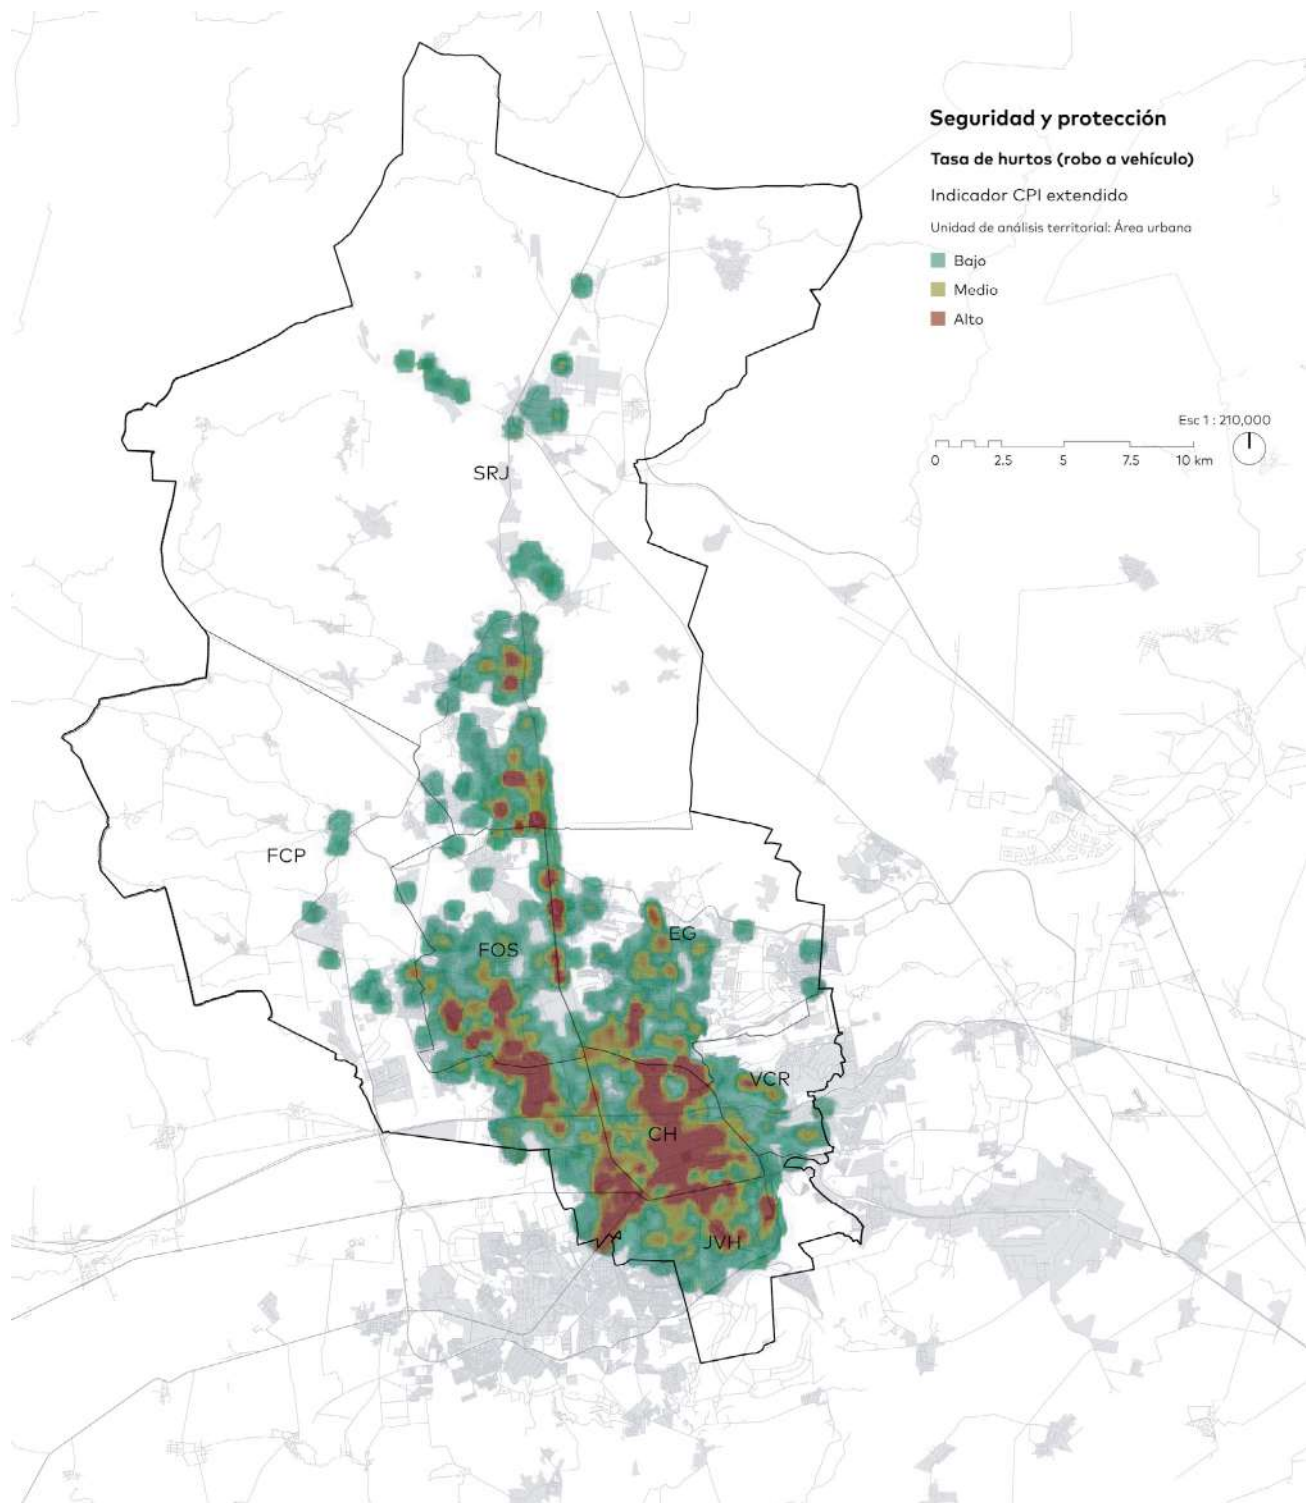 Seguridad y protección
Tasa de hurtos (robo a vehículo)
Indicador CPI extendido
Unidad de análisis territorial: Área urbana
Bajo
Medio
Alto
Esc 1 : 210,000
0 2.5 5 7.5 10 km
SRJ
FCP
FOS
EG
VCR
CH
JVH